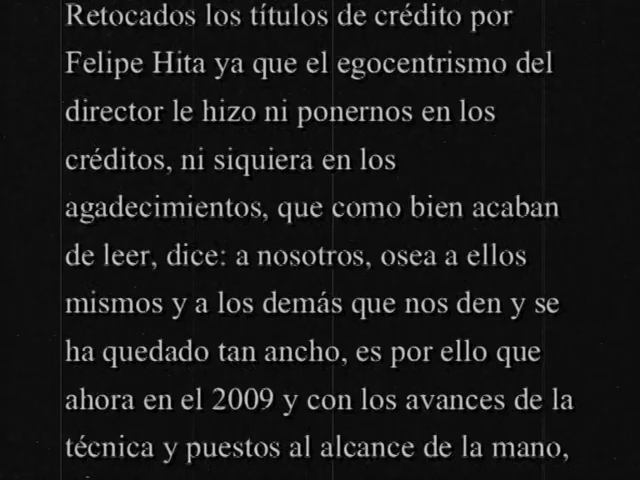 Retocados los títulos de crédito por
Felipe Hita ya que el egocentrismo del
director le hizo ni ponernos en los
créditos, ni siquiera en los
agadecimientos, que como bien acaban
de leer, dice: a nosotros, osea a ellos
mismos y a los demás que nos den y se
ha quedado tan ancho, es por ello que
ahora en el 2009 y con los avances de la
técnica y puestos al alcance de la mano,